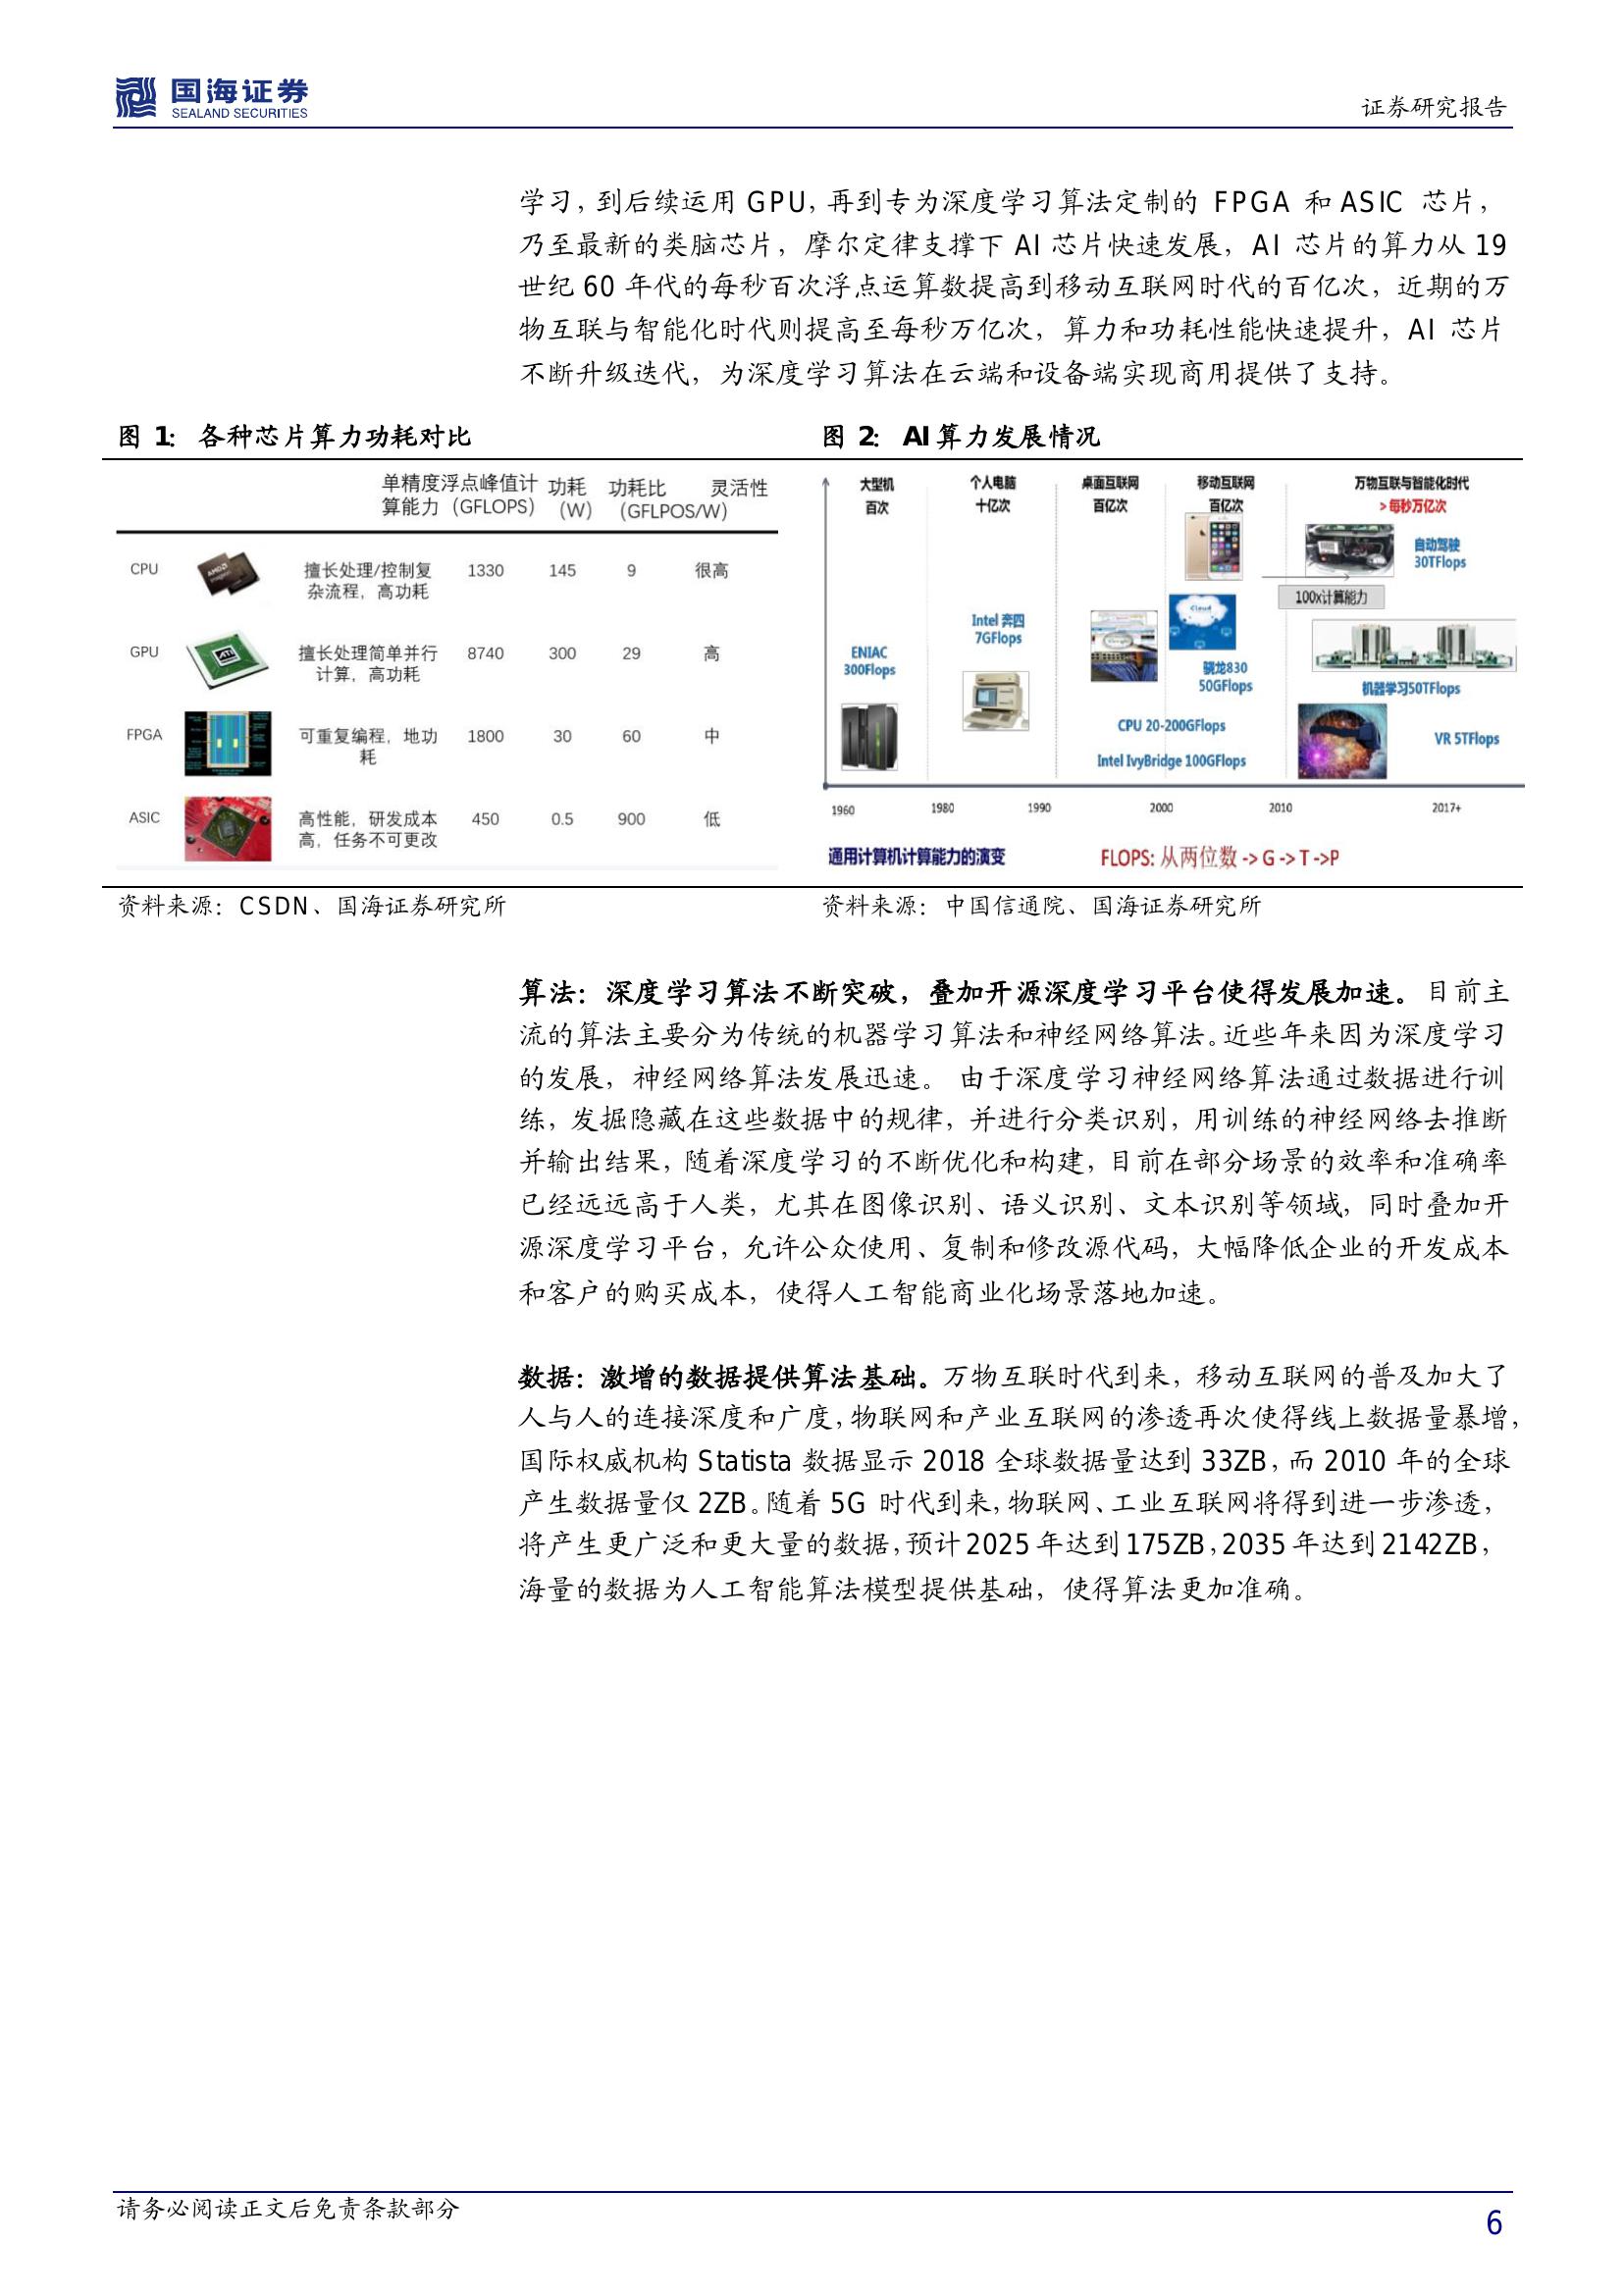 国海证券
SEALAND SECURITIES
证券研究报告
学习，到后续运用 GPU，再到专为深度学习算法定制的 FPGA 和 ASIC 芯片，
乃至最新的类脑芯片，摩尔定律支撑下 AI 芯片快速发展，AI 芯片的算力从 19
世纪 60 年代的每秒百次浮点运算数提高到移动互联网时代的百亿次，近期的万
物互联与智能化时代则提高至每秒万亿次，算力和功耗性能快速提升，AI 芯片
不断升级迭代，为深度学习算法在云端和设备端实现商用提供了支持。
图 1： 各种芯片算力功耗对比
单精度浮点峰值计 功耗 功耗比 灵活性
算能力（GFLOPS） （W） （GFLPOS/W）
CPU 擅长处理/控制复 1330 145 9 很高
杂流程，高功耗
GPU 擅长处理简单并行 8740 300 29 高
计算，高功耗
FPGA 可重复编程，地功 1800 30 60 中
耗
ASIC 高性能，研发成本 450 0.5 900 低
高，任务不可更改
资料来源：CSDN、国海证券研究所
图 2： AI 算力发展情况
大型机 个人电脑 桌面互联网 移动互联网 万物互联与智能化时代
百次 十亿次 百亿次 百亿次 ＞每秒万亿次
自动驾驶
30TFlops
100x计算能力
Intel 奔四
7GFlops
ENIAC
300Flops
骁龙830
50GFlops
机器学习50TFlops
CPU 20-200GFlops
VR 5TFlops
Intel IvyBridge 100GFlops
1960 1980 1990 2000 2010 2017+
通用计算机计算能力的演变 FLOPS: 从两位数 -> G -> T ->P
资料来源：中国信通院、国海证券研究所
算法：深度学习算法不断突破，叠加开源深度学习平台使得发展加速。目前主
流的算法主要分为传统的机器学习算法和神经网络算法。近些年来因为深度学习
的发展，神经网络算法发展迅速。 由于深度学习神经网络算法通过数据进行训
练，发掘隐藏在这些数据中的规律，并进行分类识别，用训练的神经网络去推断
并输出结果，随着深度学习的不断优化和构建，目前在部分场景的效率和准确率
已经远远高于人类，尤其在图像识别、语义识别、文本识别等领域，同时叠加开
源深度学习平台，允许公众使用、复制和修改源代码，大幅降低企业的开发成本
和客户的购买成本，使得人工智能商业化场景落地加速。
数据：激增的数据提供算法基础。万物互联时代到来，移动互联网的普及加大了
人与人的连接深度和广度，物联网和产业互联网的渗透再次使得线上数据量暴增，
国际权威机构 Statista 数据显示 2018 全球数据量达到 33ZB，而 2010 年的全球
产生数据量仅 2ZB。随着 5G 时代到来，物联网、工业互联网将得到进一步渗透，
将产生更广泛和更大量的数据，预计 2025 年达到 175ZB，2035 年达到 2142ZB，
海量的数据为人工智能算法模型提供基础，使得算法更加准确。
请务必阅读正文后免责条款部分
6